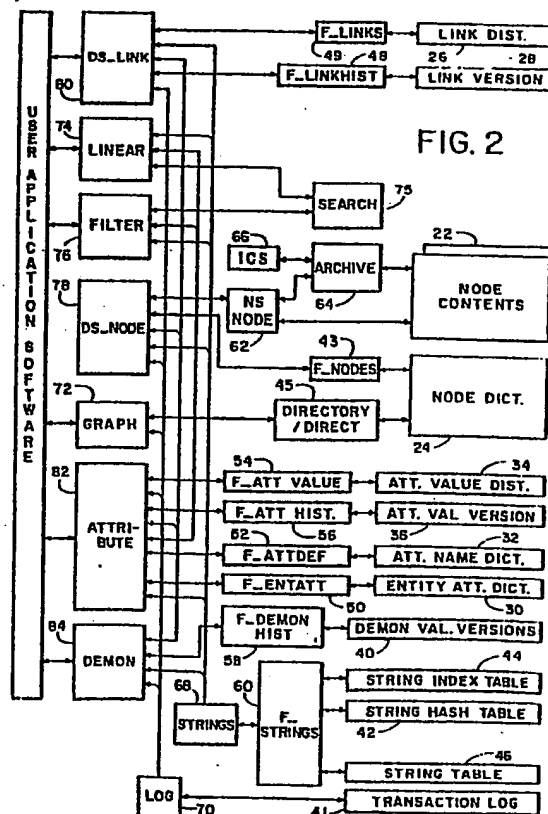 F_LINKS
LINK DIST.
DS_LINK
49
48
26
28
F_LINKHIST
LINK VERSION
80
74
FIG. 2
LINEAR
SEARCH
75
FILTER
76
66
ICS
ARCHIVE
22
NODE CONTENTS
78
64
DS_NODE
NS NODE
62
43
F_NODES
NODE DICT.
45
72
GRAPH
DIRECTORY /DIRECT
24
USER APPLICATION SOFTWARE
54
34
82
F_ATT VALUE
ATT. VALUE DIST.
ATTRI-BUTE
F_ATT HIST.
ATT. VAL VERSION
56
36
52
32
F_ATTDEF
ATT. NAME DICT.
F_ENTATT
ENTITY ATT. DICT.
50
30
84
F_DEMON HIST
DEMON VAL. VERSIONS
DEMON
58
40
44
68
60
STRING INDEX TABLE
STRINGS
F_ STRINGS
STRING HASH TABLE
42
46
STRING TABLE
LOG
TRANSACTION LOG
70
41